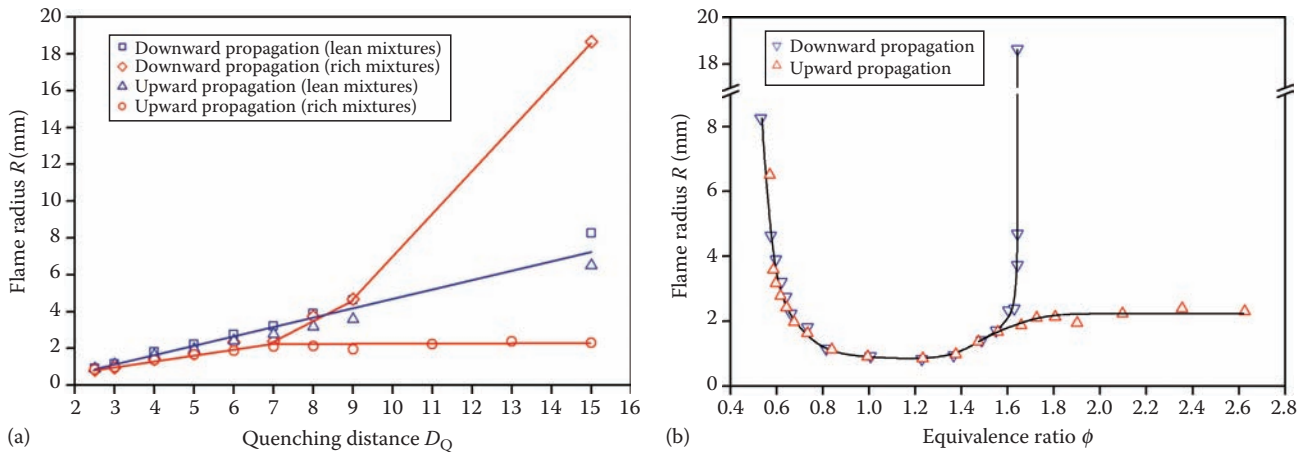 20
18
16
14
12
10
8
6
4
2
0
Flame radius R (mm)
Downward propagation (lean mixtures)
Downward propagation (rich mixtures)
Upward propagation (lean mixtures)
Upward propagation (rich mixtures)
2 3 4 5 6 7 8 9 10 11 12 13 14 15 16
(a)
Quenching distance D_Q
20
18
8
6
4
2
0
Flame radius R (mm)
Downward propagation
Upward propagation
0.4 0.6 0.8 1.0 1.2 1.4 1.6 1.8 2.0 2.2 2.4 2.6 2.8
(b)
Equivalence ratio ϕ